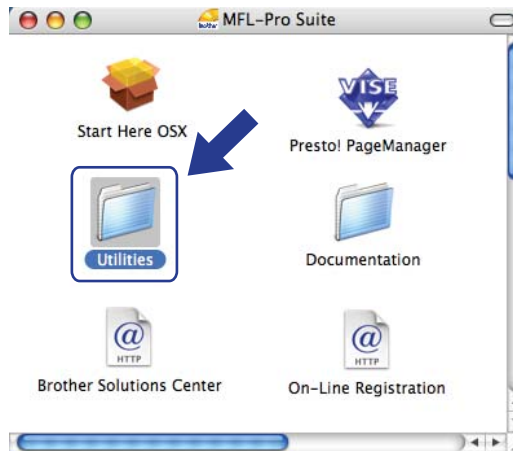 MFL-Pro Suite
Start Here OSX
VISE
Presto! PageManager
Utilities
Documentation
@
HTTP
@
HTTP
Brother Solutions Center
On-Line Registration